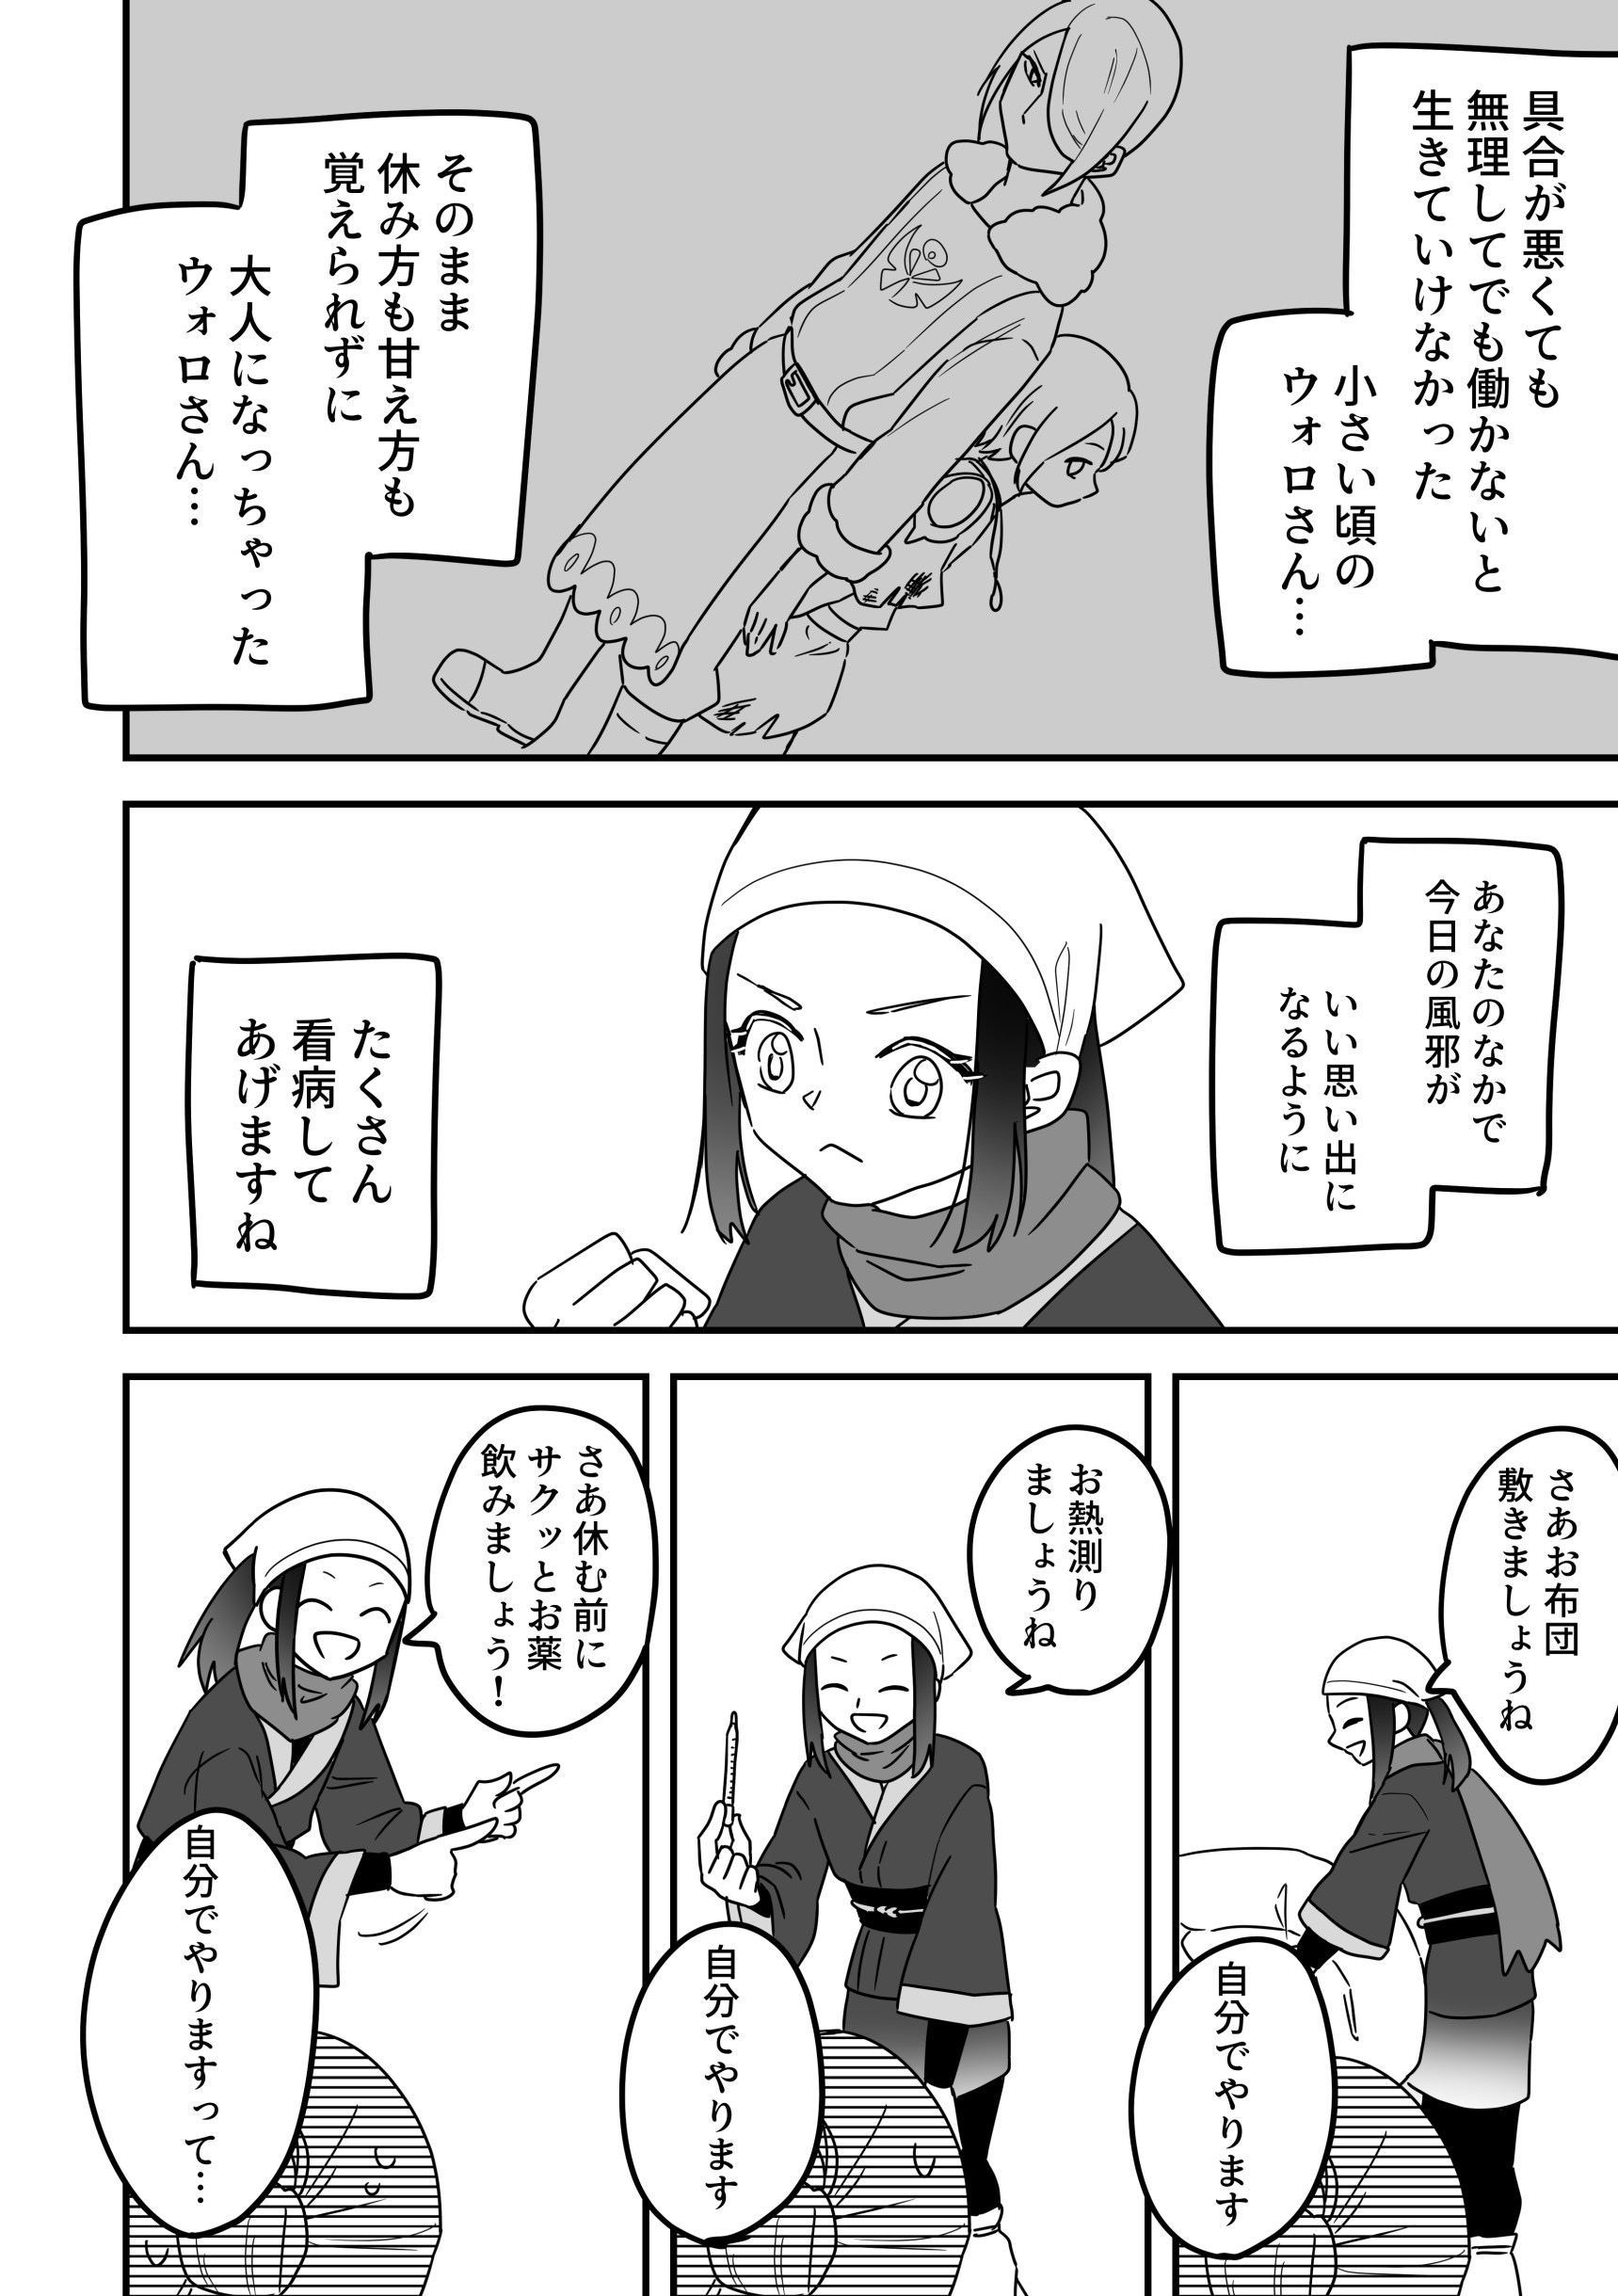 具合が悪くても
無理してでも働かないと
生きていけなかった
小さい頃の
ウォロさん…
そのまま
休み方も甘え方も
覚えられずに
大人になっちゃった
ウォロさん…
あなたのなかで
今日の風邪が
いい思い出に
なるように
たくさん
看病して
あげますね
さあお布団
敷きましょうね
自分でやります
お熱測り
ましょうね
自分でやります
さあ休む前に
サクッとお薬
飲みましょう！
自分でやりますって…